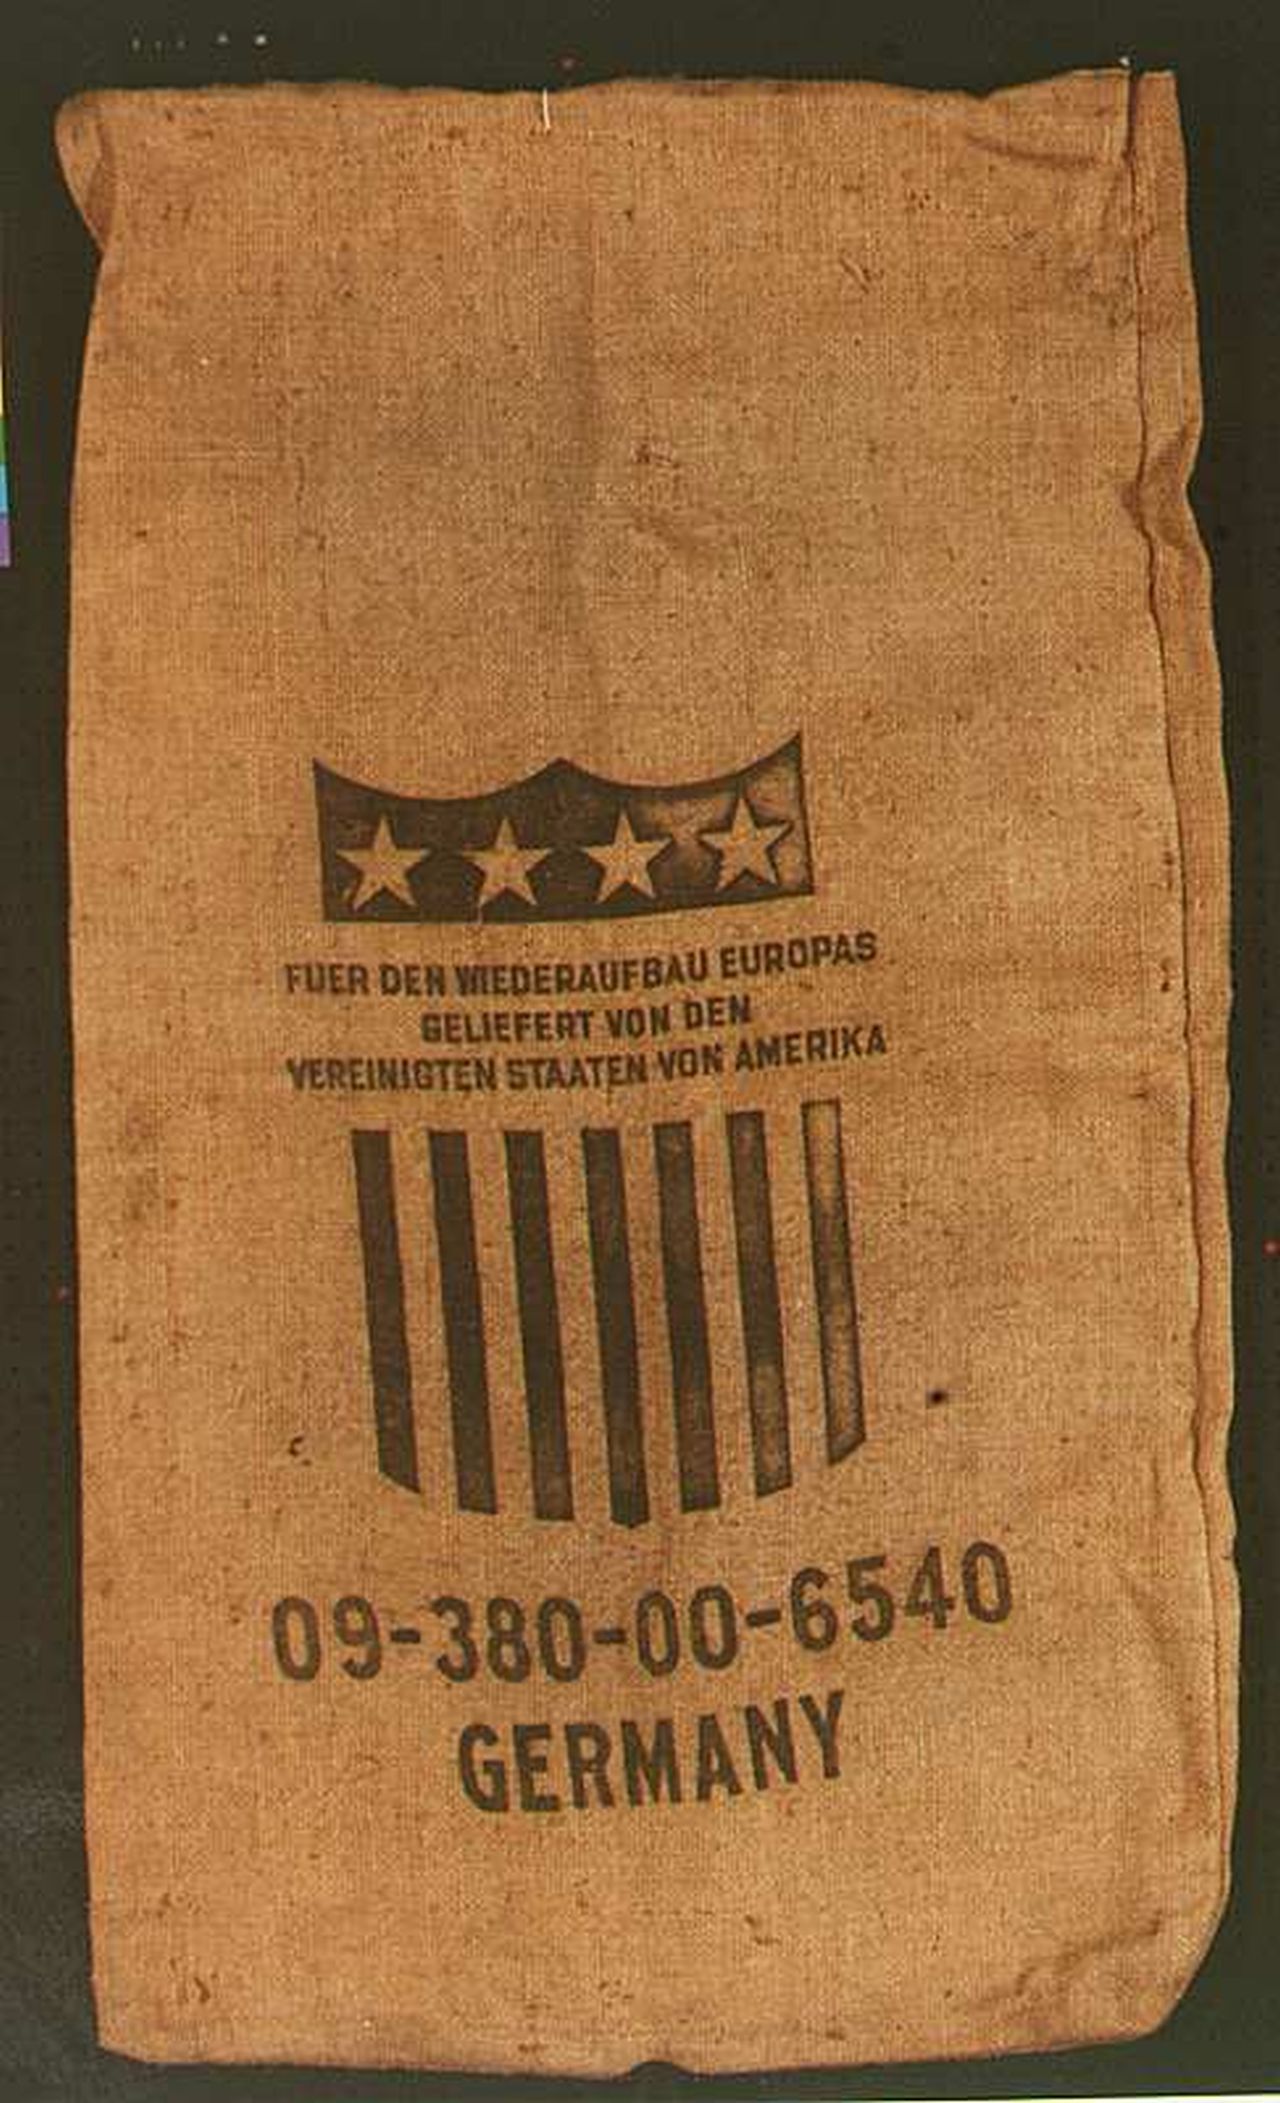 FUER DEN WIEDERAUFBAU EUROPAS
GELIEFERT VON DEN
VEREINIGTEN STAATEN VON AMERIKA
09-380-00-6540
GERMANY